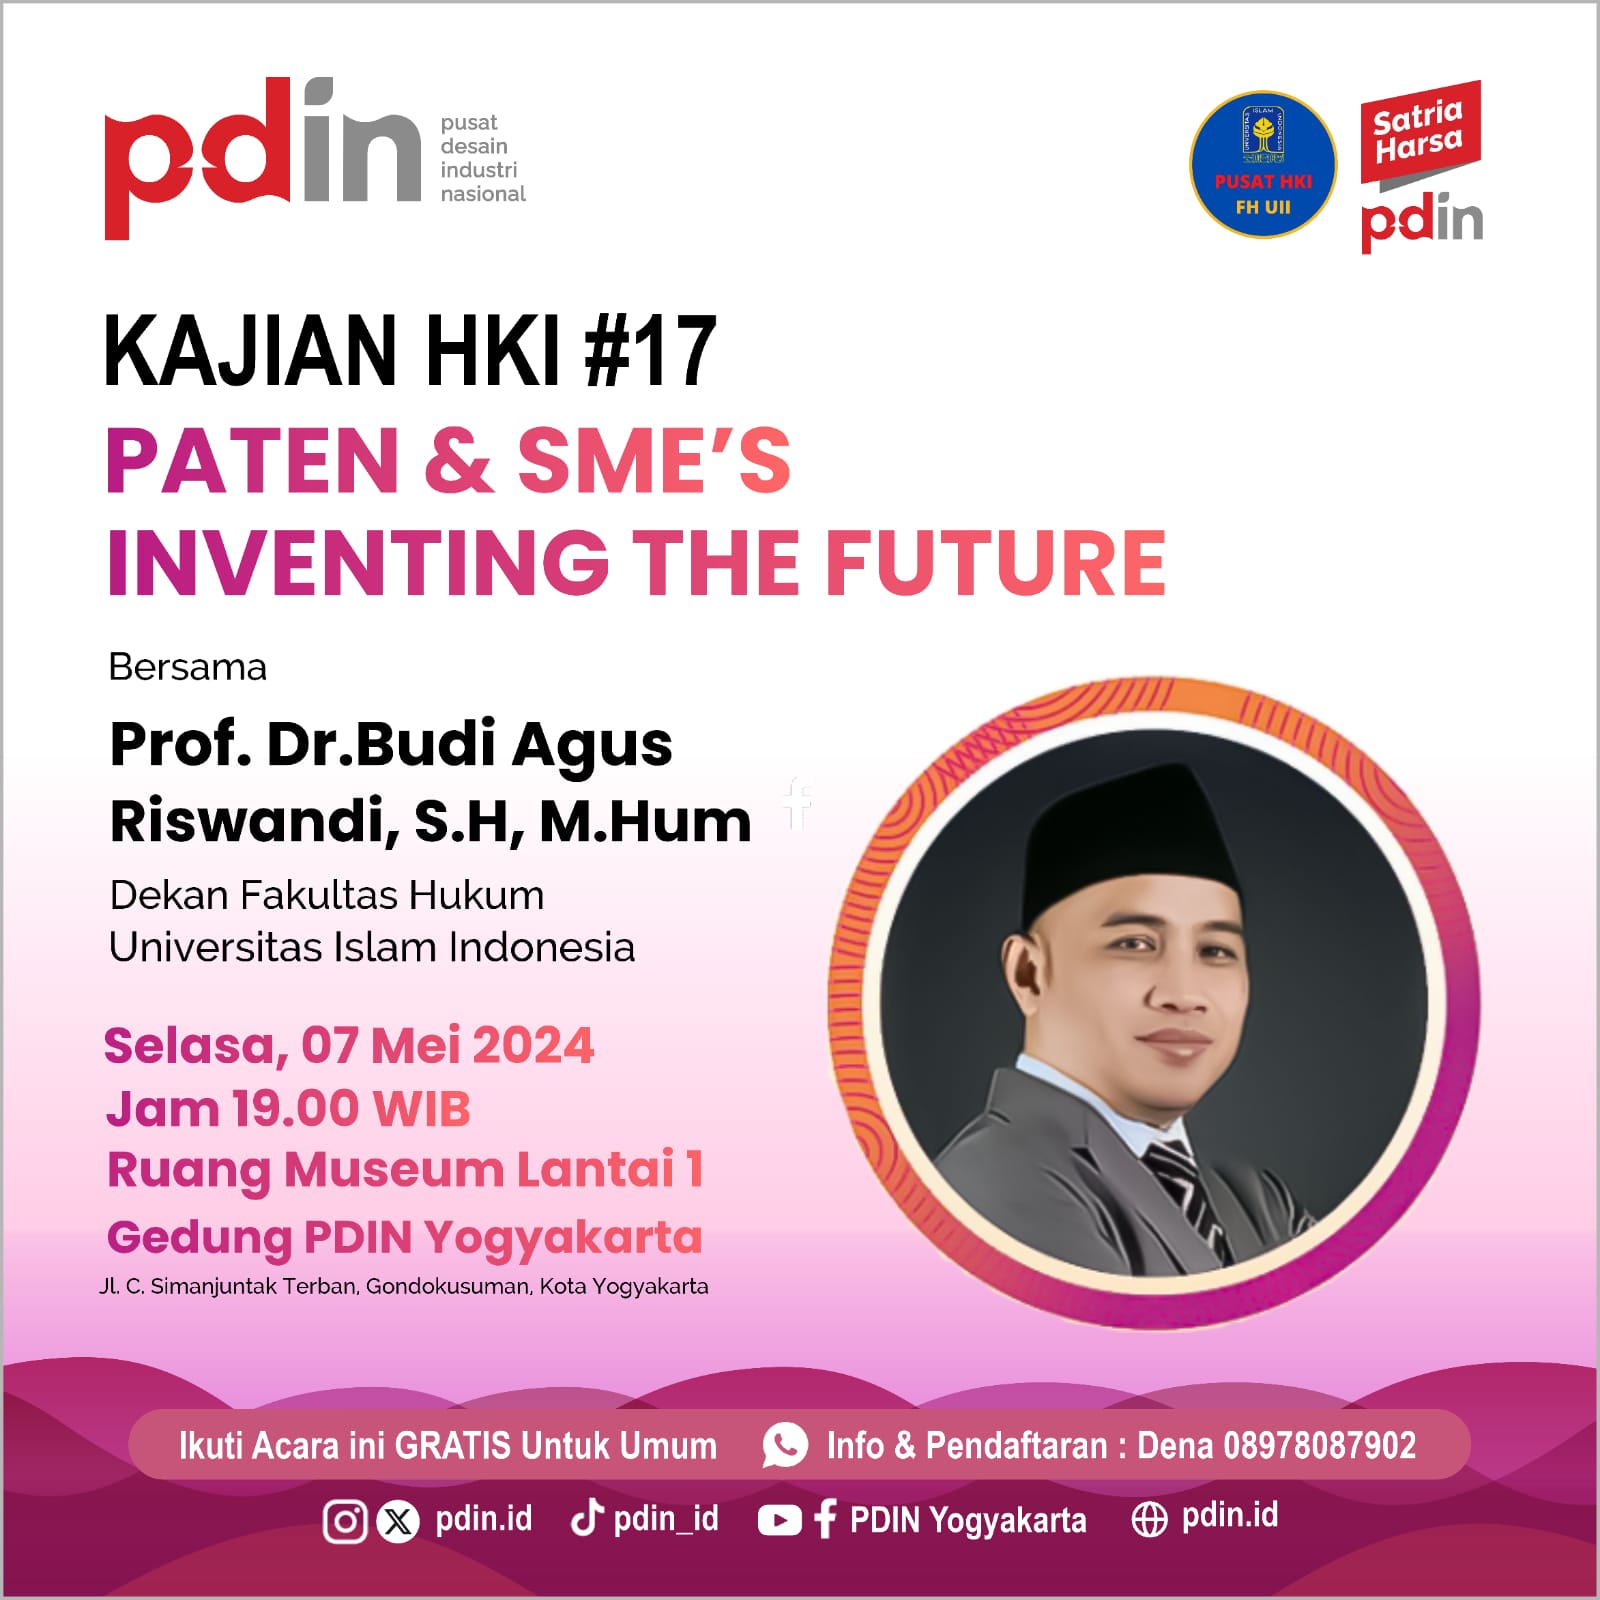 pdin
pusat
desain
industri
nasional
PUSAT HKI
FH UII
Satria
Harsa
pdin
KAJIAN HKI #17
PATEN & SME’S
INVENTING THE FUTURE
Bersama
Prof. Dr.Budi Agus
Riswandi, S.H, M.Hum
Dekan Fakultas Hukum
Universitas Islam Indonesia
Selasa, 07 Mei 2024
Jam 19.00 WIB
Ruang Museum Lantai 1
Gedung PDIN Yogyakarta
Jl. C. Simanjuntak Terban, Gondokusuman, Kota Yogyakarta
Ikuti Acara ini GRATIS Untuk Umum
Info & Pendaftaran : Dena 08978087902
pdin.id
pdin_id
PDIN Yogyakarta
pdin.id